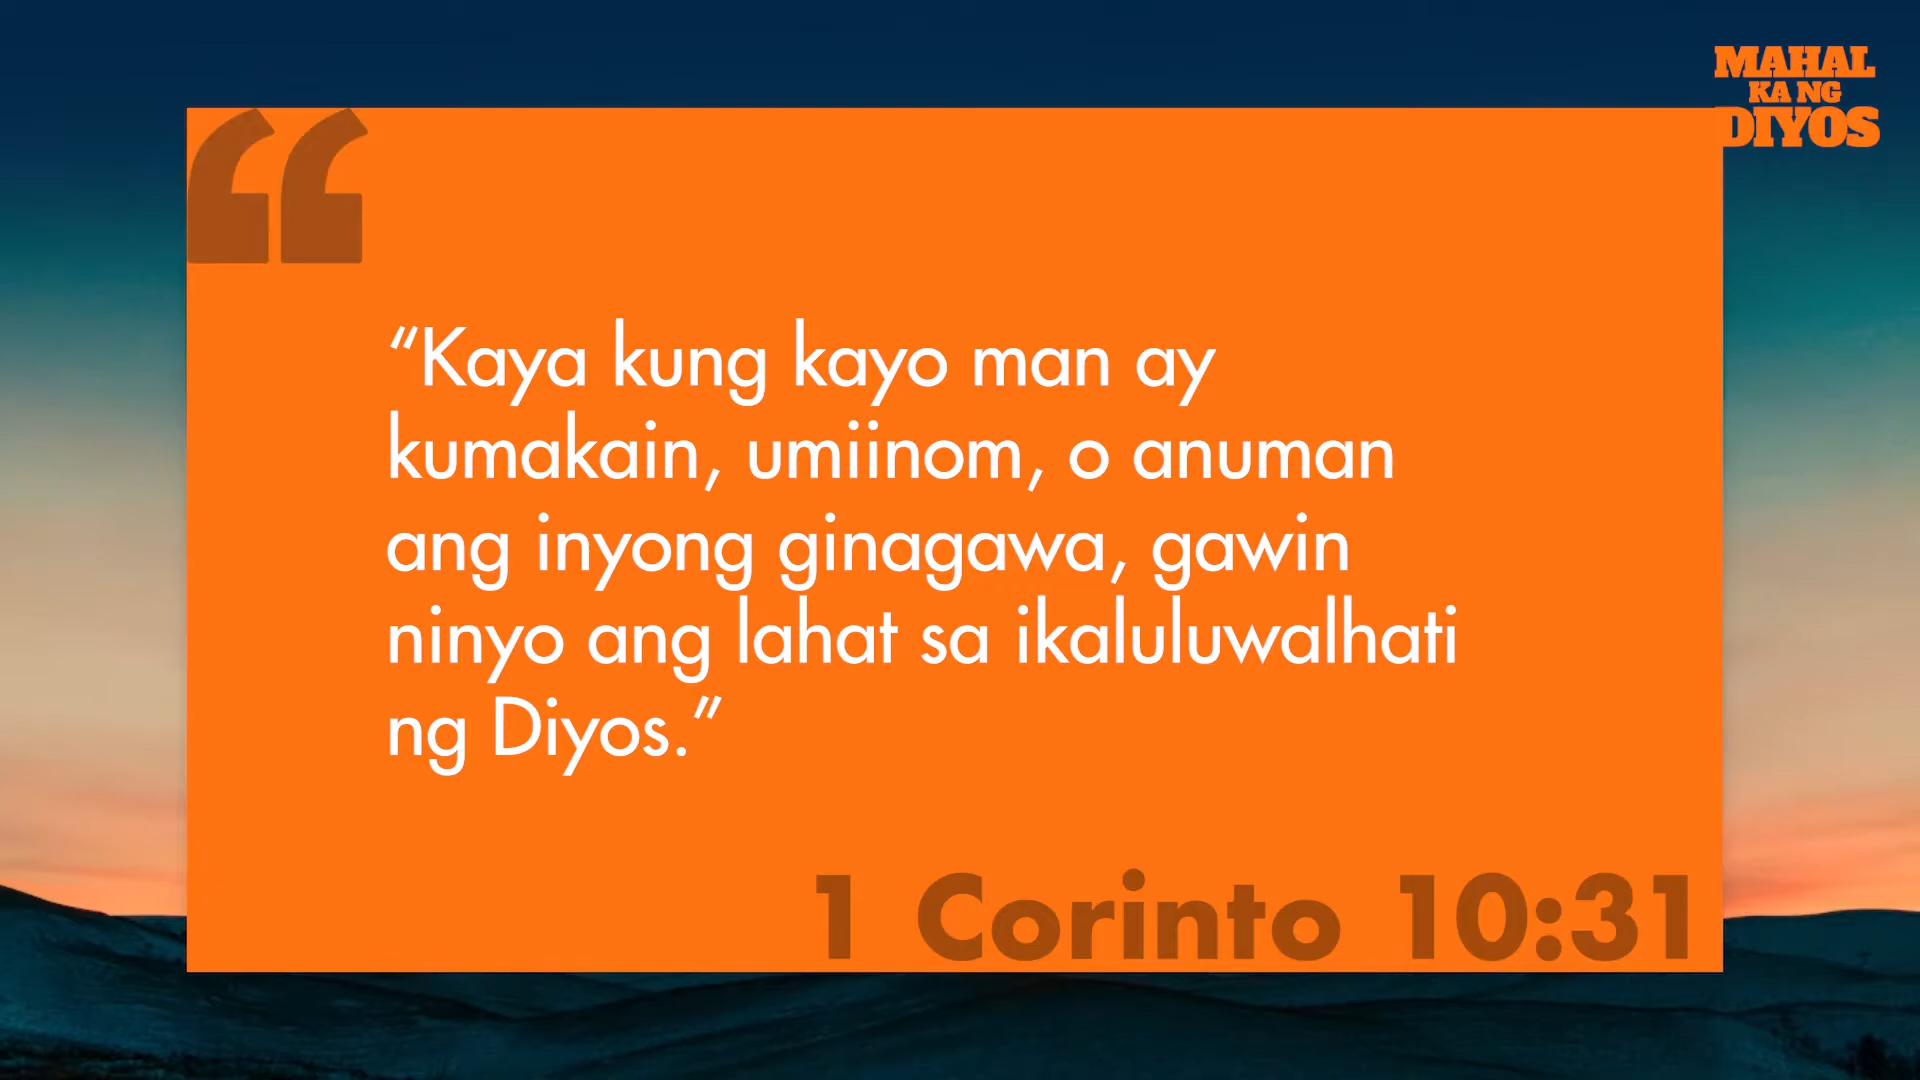 MAHAL
KA NG
DIYOS
“Kaya kung kayo man ay
kumakain, umiinom, o anuman
ang inyong ginagawa, gawin
ninyo ang lahat sa ikaluluwalhati
ng Diyos.”
1 Corinto 10:31